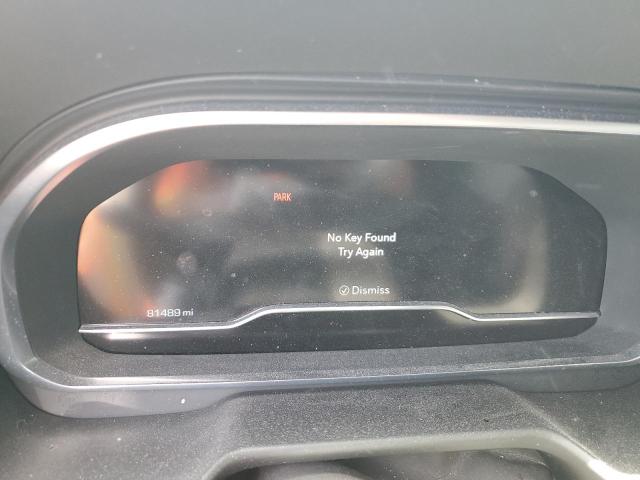 PARK
No Key Found
Try Again
Dismiss
81489 mi